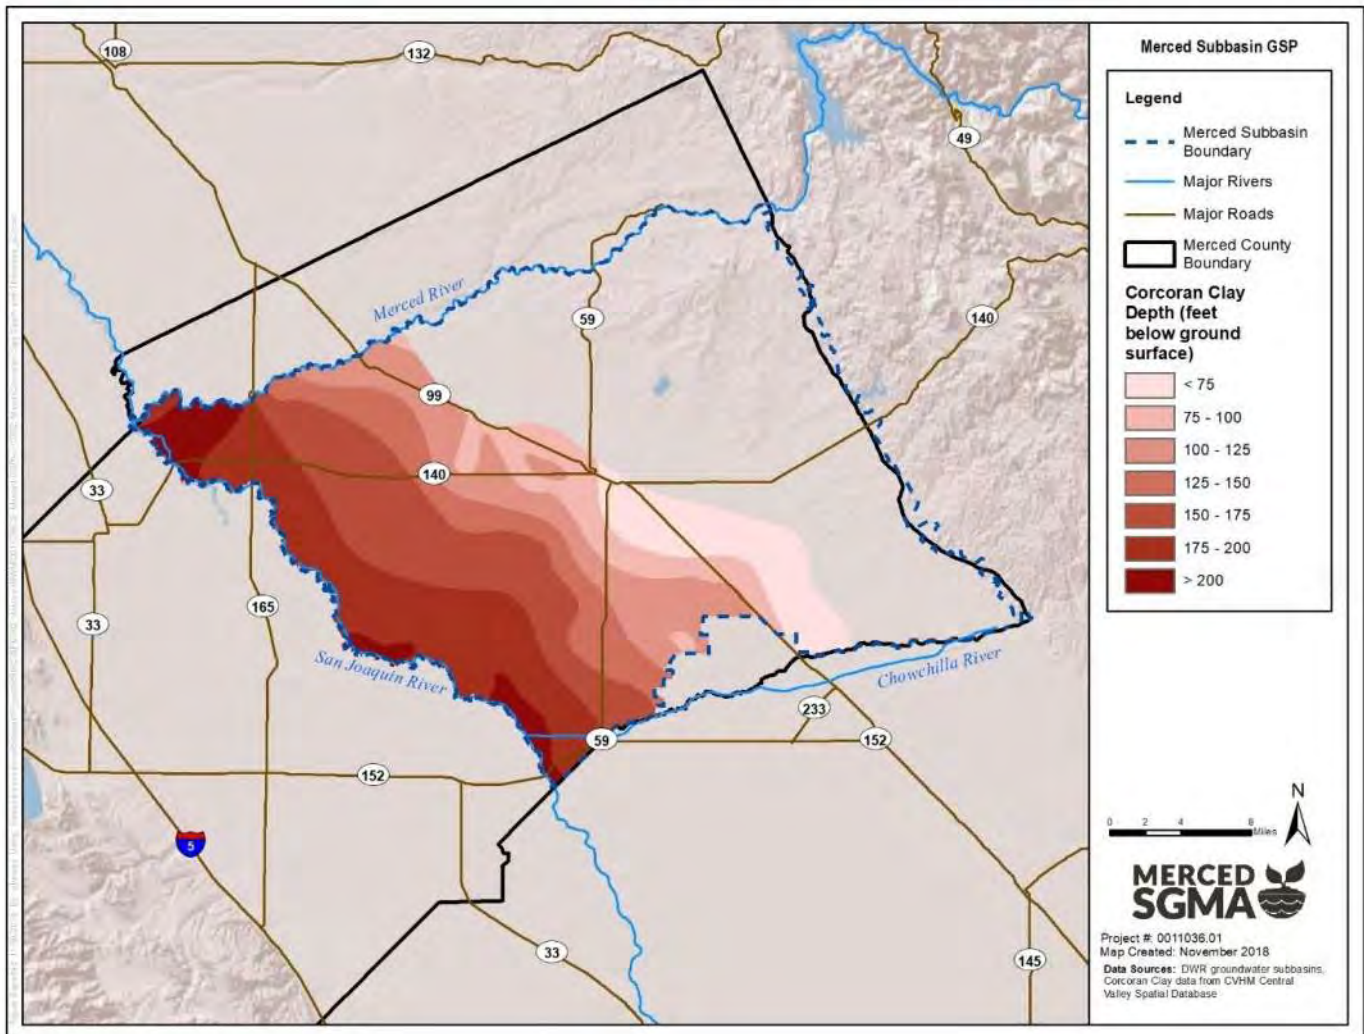 Merced Subbasin GSP
Legend
Merced Subbasin
Boundary
Major Rivers
Major Roads
Merced County
Boundary
Corcoran Clay
Depth (feet
below ground
surface)
< 75
75 - 100
100 - 125
125 - 150
150 - 175
175 - 200
> 200
108
132
49
Merced River
59
140
99
140
33
33
165
San Joaquin River
Chowchilla River
233
59
152
152
5
33
145
N
0 2 4 8
Miles
MERCED
SGMA
Project #: 0011036.01
Map Created: November 2018
Data Sources: DWR groundwater subbasins,
Corcoran Clay data from CVHM Central
Valley Spatial Database